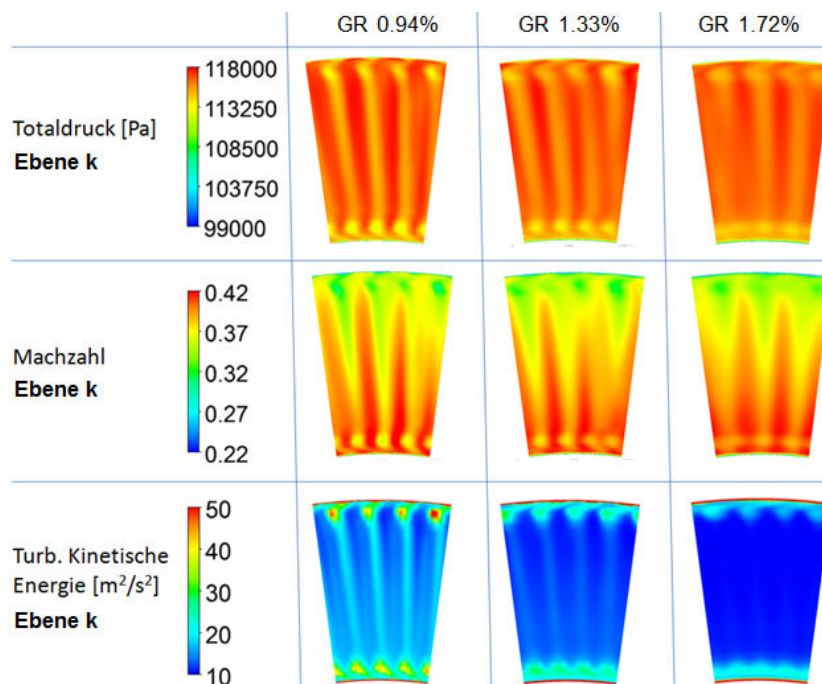 GR 0.94% GR 1.33% GR 1.72%
118000
113250
Totaldruck [Pa]
108500
Ebene k
103750
99000
0.42
0.37
Machzahl
0.32
Ebene k
0.27
0.22
50
40
Turb. Kinetische
30
Energie [m²/s²]
20
Ebene k
10